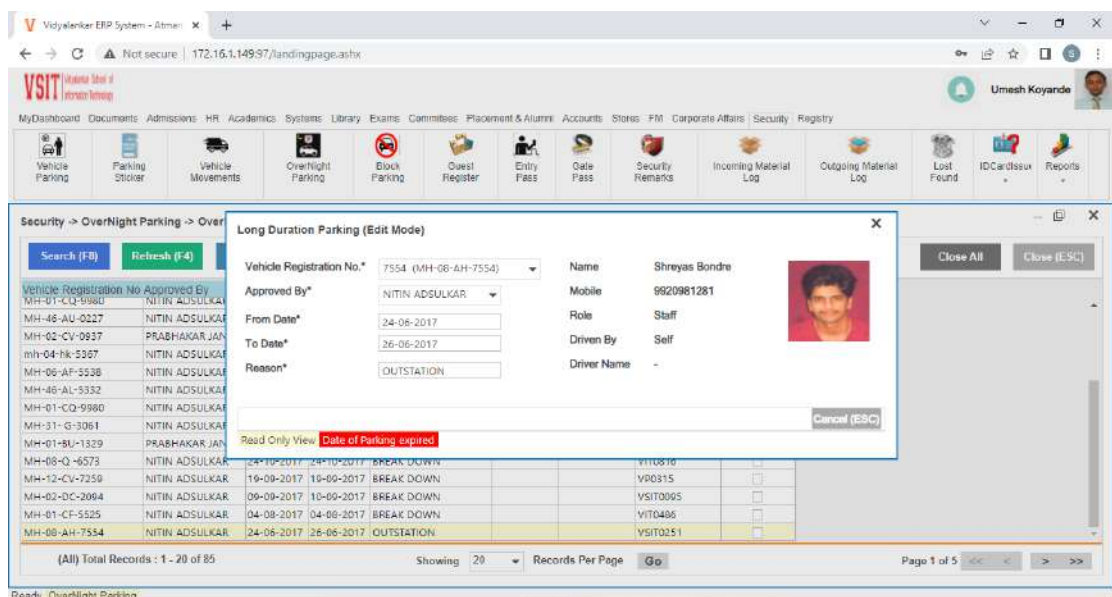 Vidyalankar ERP System - Atman
Not secure 172.16.1.149:97/landingpage.ashx
S
VSIT Vidyalankar School of Information Technology
Umesh Koyande
MyDashboard Documents Admissions HR Academics Systems Library Exams Committees Placement & Alumni Accounts Stores FM Corporate Affairs Security Registry
Vehicle Parking
Parking Sticker
Vehicle Movements
OverNight Parking
Block Parking
Guest Register
Entry Pass
Gate Pass
Security Remarks
Incoming Material Log
Outgoing Material Log
Lost Found
IDCardIssue
Reports
Security -> OverNight Parking -> Over
Search (F8) Refresh (F4) Close All Close (ESC)
Long Duration Parking (Edit Mode)
Vehicle Registration No.* 7554 (MH-08-AH-7554) Name Shreyas Bondre
Approved By* NITIN ADSULKAR Mobile 9920981281
From Date* 24-06-2017 Role Staff
To Date* 26-06-2017 Driven By Self
Reason* OUTSTATION Driver Name -
Cancel (ESC)
Read Only View Date of Parking expired
Vehicle Registration No Approved By
MH-01-CQ-9980 NITIN ADSULKAR
MH-46-AU-0227 NITIN ADSULKAR
MH-02-CV-0937 PRABHAKAR JAN
mh-04-hk-5367 NITIN ADSULKAR
MH-06-AF-5538 NITIN ADSULKAR
MH-46-AL-5332 NITIN ADSULKAR
MH-01-CQ-9980 NITIN ADSULKAR
MH-31- G-3061 NITIN ADSULKAR
MH-01-BU-1329 PRABHAKAR JAN
MH-08-Q -6573 NITIN ADSULKAR 24-10-2017 24-10-2017 BREAK DOWN VIT0816
MH-12-CV-7259 NITIN ADSULKAR 19-09-2017 19-09-2017 BREAK DOWN VP0315
MH-02-DC-2094 NITIN ADSULKAR 09-09-2017 10-09-2017 BREAK DOWN VSIT0095
MH-01-CF-5525 NITIN ADSULKAR 04-08-2017 04-08-2017 BREAK DOWN VIT0486
MH-08-AH-7554 NITIN ADSULKAR 24-06-2017 26-06-2017 OUTSTATION VSIT0251
(All) Total Records : 1 - 20 of 85 Showing 20 Records Per Page Go Page 1 of 5 << < > >>
Ready OverNight Parking